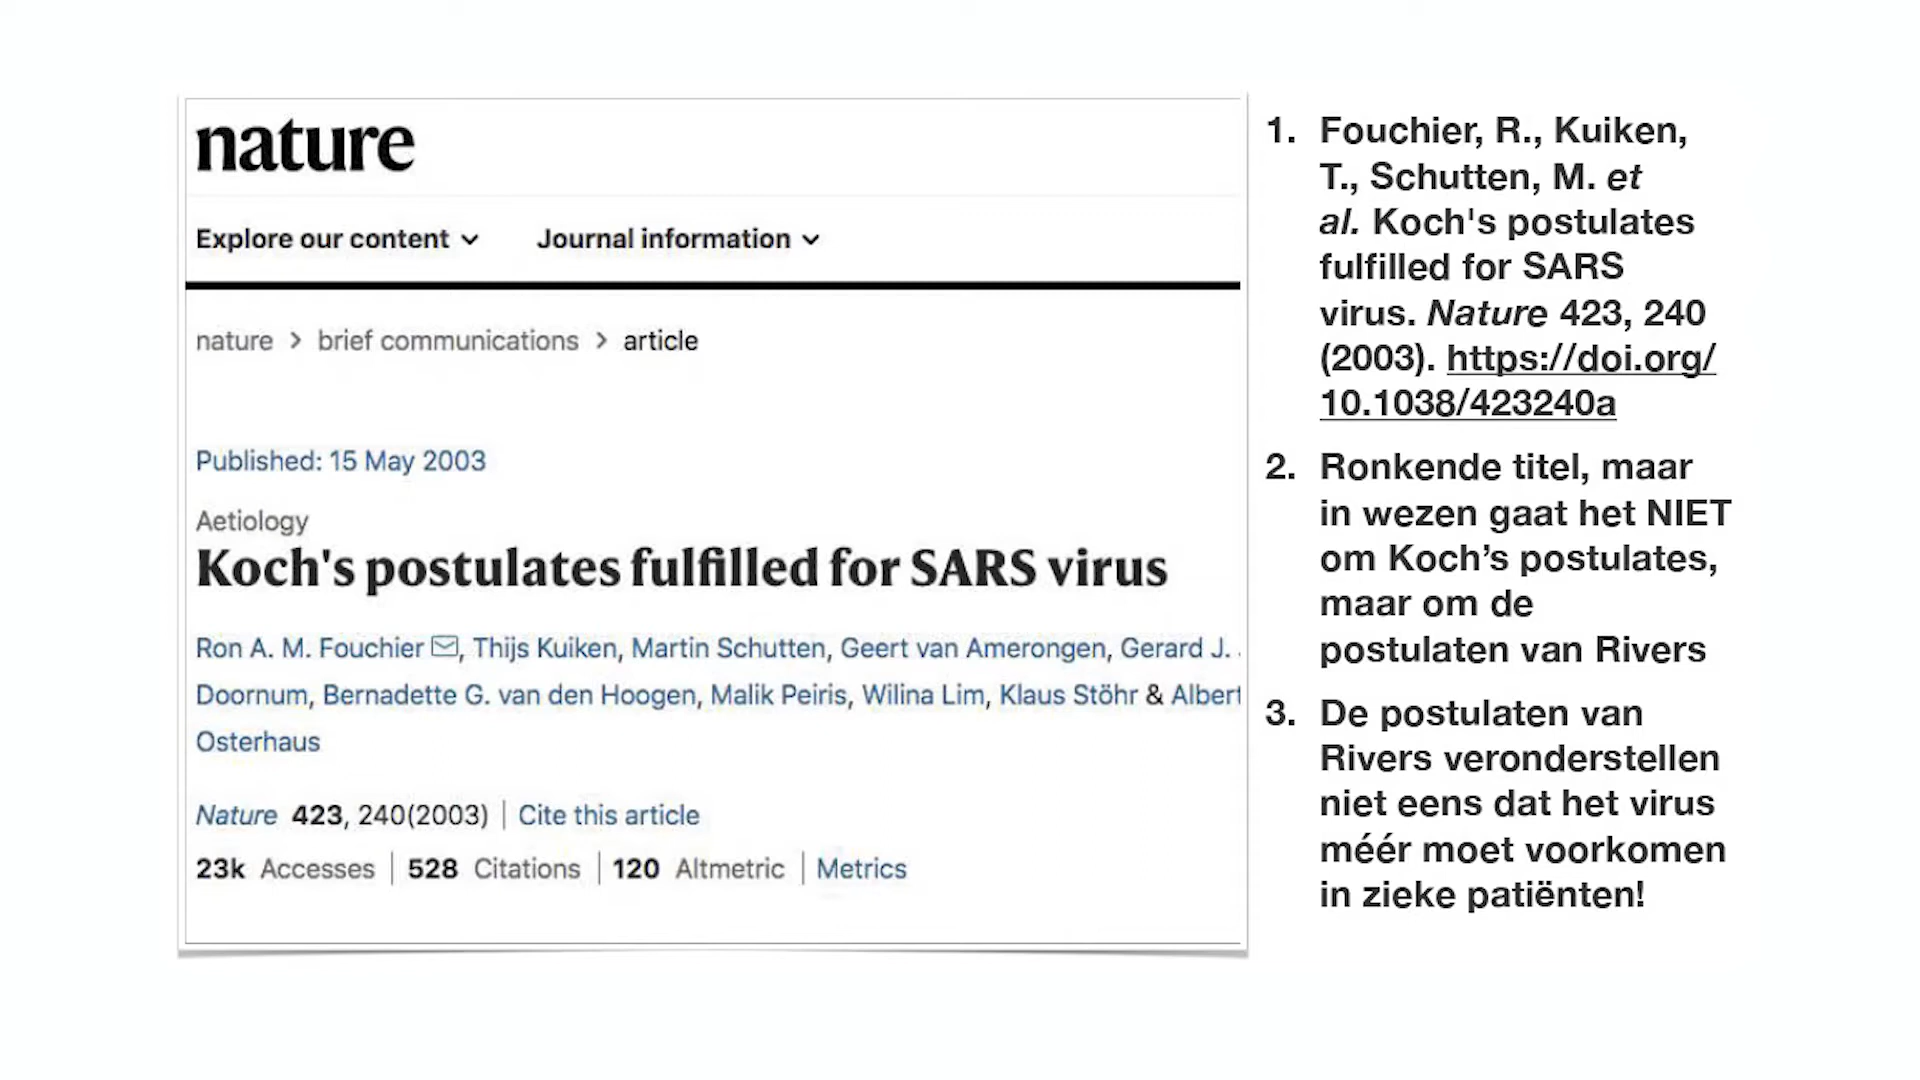 nature
Explore our content
Journal information
nature > brief communications > article
Published: 15 May 2003
Aetiology
Koch's postulates fulfilled for SARS virus
Ron A. M. Fouchier, Thijs Kuiken, Martin Schutten, Geert van Amerongen, Gerard J.
Doornum, Bernadette G. van den Hoogen, Malik Peiris, Wilina Lim, Klaus Stöhr & Albert
Osterhaus
Nature 423, 240(2003) | Cite this article
23k Accesses | 528 Citations | 120 Altmetric | Metrics
1. Fouchier, R., Kuiken,
T., Schutten, M. et
al. Koch's postulates
fulfilled for SARS
virus. Nature 423, 240
(2003). https://doi.org/
10.1038/423240a
2. Ronkende titel, maar
in wezen gaat het NIET
om Koch’s postulates,
maar om de
postulaten van Rivers
3. De postulaten van
Rivers veronderstellen
niet eens dat het virus
méér moet voorkomen
in zieke patiënten!